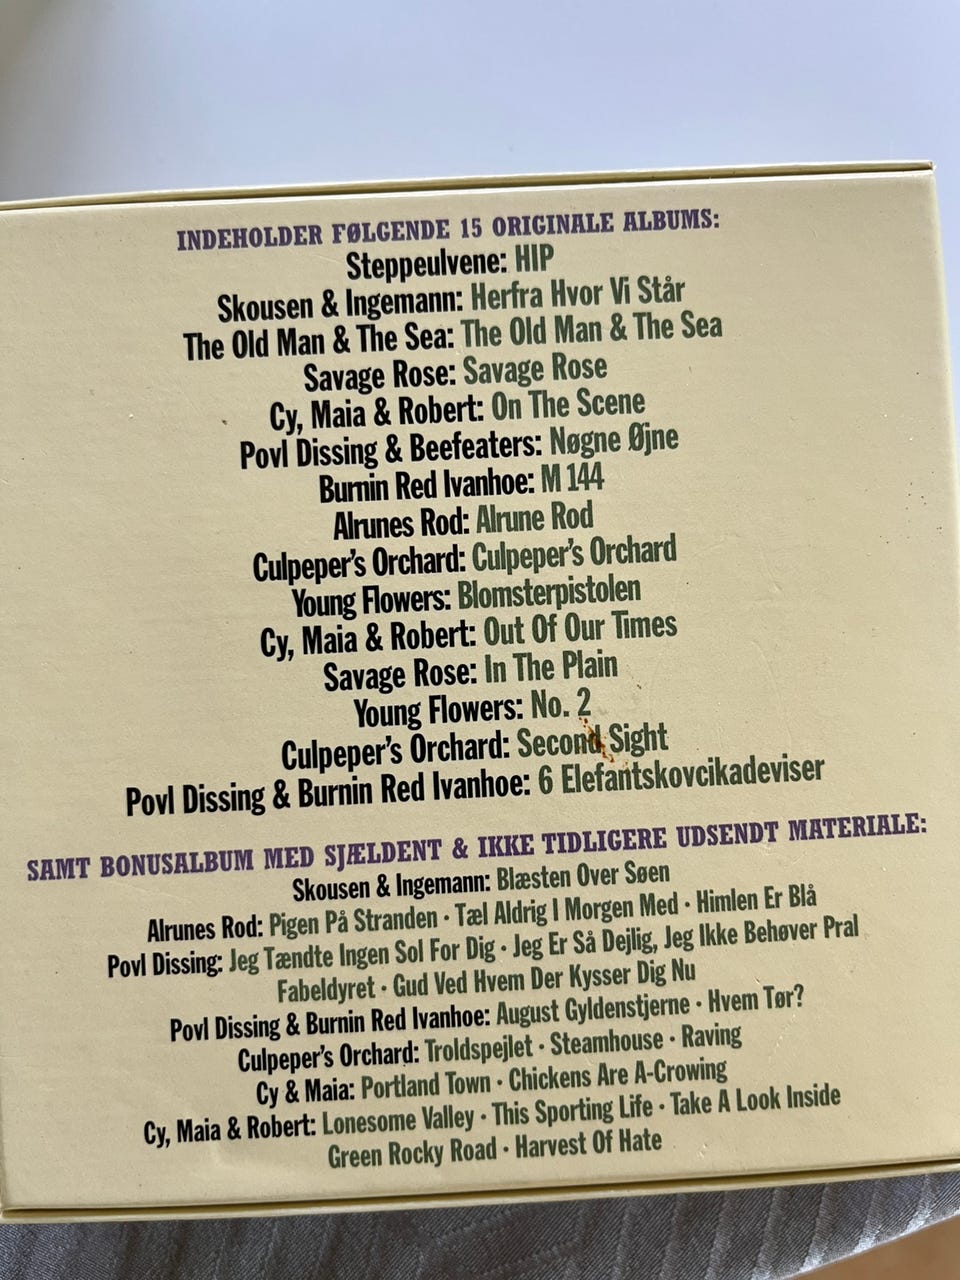 INDEHOLDER FØLGENDE 15 ORIGINALE ALBUMS:
Steppeulvene: HIP
Skousen & Ingemann: Herfra Hvor Vi Står
The Old Man & The Sea: The Old Man & The Sea
Savage Rose: Savage Rose
Cy, Maia & Robert: On The Scene
Povl Dissing & Beefeaters: Nøgne Øjne
Burnin Red Ivanhoe: M 144
Alrunes Rod: Alrune Rod
Culpeper's Orchard: Culpeper's Orchard
Young Flowers: Blomsterpistolen
Cy, Maia & Robert: Out Of Our Times
Savage Rose: In The Plain
Young Flowers: No. 2
Culpeper's Orchard: Second Sight
Povl Dissing & Burnin Red Ivanhoe: 6 Elefantskovcikadeviser
SAMT BONUSALBUM MED SJÆLDENT & IKKE TIDLIGERE UDSENDT MATERIALE:
Skousen & Ingemann: Blæsten Over Søen
Alrunes Rod: Pigen På Stranden · Tæl Aldrig I Morgen Med · Himlen Er Blå
Povl Dissing: Jeg Tændte Ingen Sol For Dig · Jeg Er Så Dejlig, Jeg Ikke Behøver Pral
Fabeldyret · Gud Ved Hvem Der Kysser Dig Nu
Povl Dissing & Burnin Red Ivanhoe: August Gyldenstjerne · Hvem Tør?
Culpeper's Orchard: Troldspejlet · Steamhouse · Raving
Cy & Maia: Portland Town · Chickens Are A-Crowing
Cy, Maia & Robert: Lonesome Valley · This Sporting Life · Take A Look Inside
Green Rocky Road · Harvest Of Hate